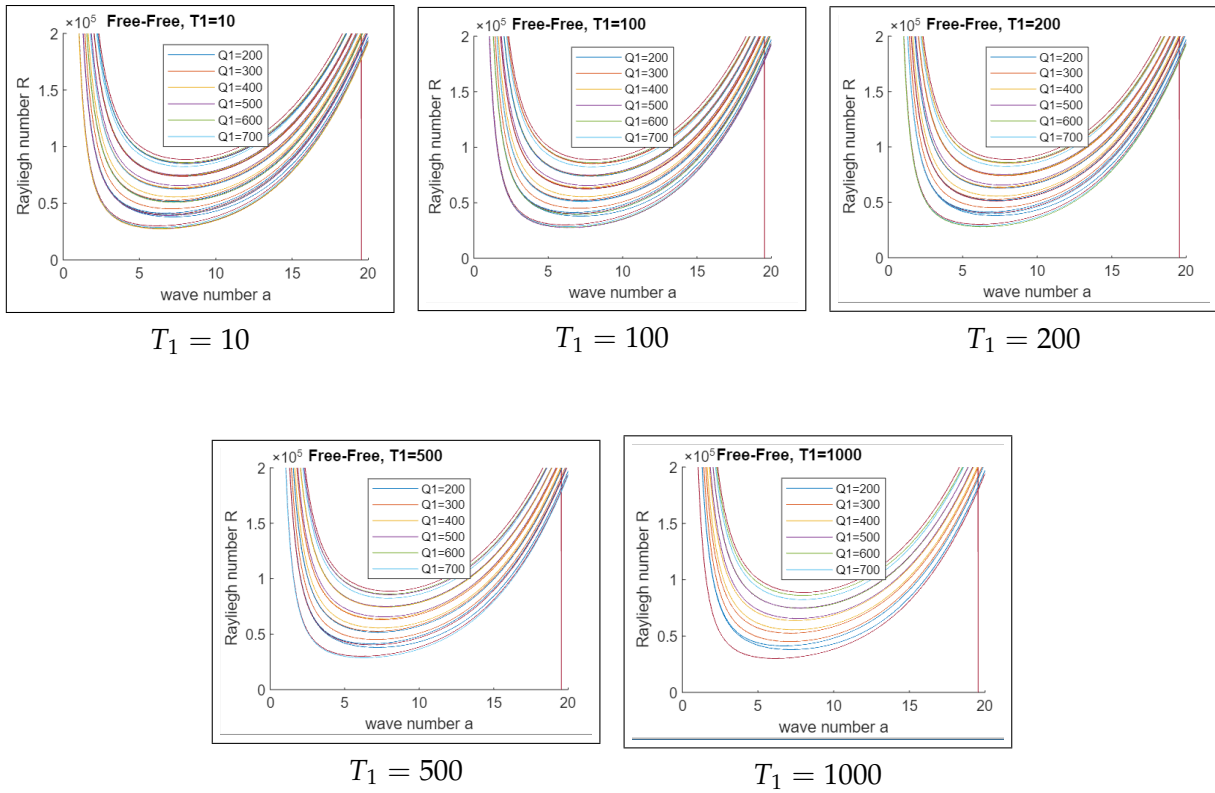 ×10⁵ Free-Free, T1=10
Rayliegh number R
2
1.5
1
0.5
0
Q1=200
Q1=300
Q1=400
Q1=500
Q1=600
Q1=700
0 5 10 15 20
wave number a
T₁ = 10
×10⁵ Free-Free, T1=100
Rayliegh number R
2
1.5
1
0.5
0
Q1=200
Q1=300
Q1=400
Q1=500
Q1=600
Q1=700
0 5 10 15 20
wave number a
T₁ = 100
×10⁵ Free-Free, T1=200
Rayliegh number R
2
1.5
1
0.5
0
Q1=200
Q1=300
Q1=400
Q1=500
Q1=600
Q1=700
0 5 10 15 20
wave number a
T₁ = 200
×10⁵ Free-Free, T1=500
Rayliegh number R
2
1.5
1
0.5
0
Q1=200
Q1=300
Q1=400
Q1=500
Q1=600
Q1=700
0 5 10 15 20
wave number a
T₁ = 500
×10⁵ Free-Free, T1=1000
Rayliegh number R
2
1.5
1
0.5
0
Q1=200
Q1=300
Q1=400
Q1=500
Q1=600
Q1=700
0 5 10 15 20
wave number a
T₁ = 1000